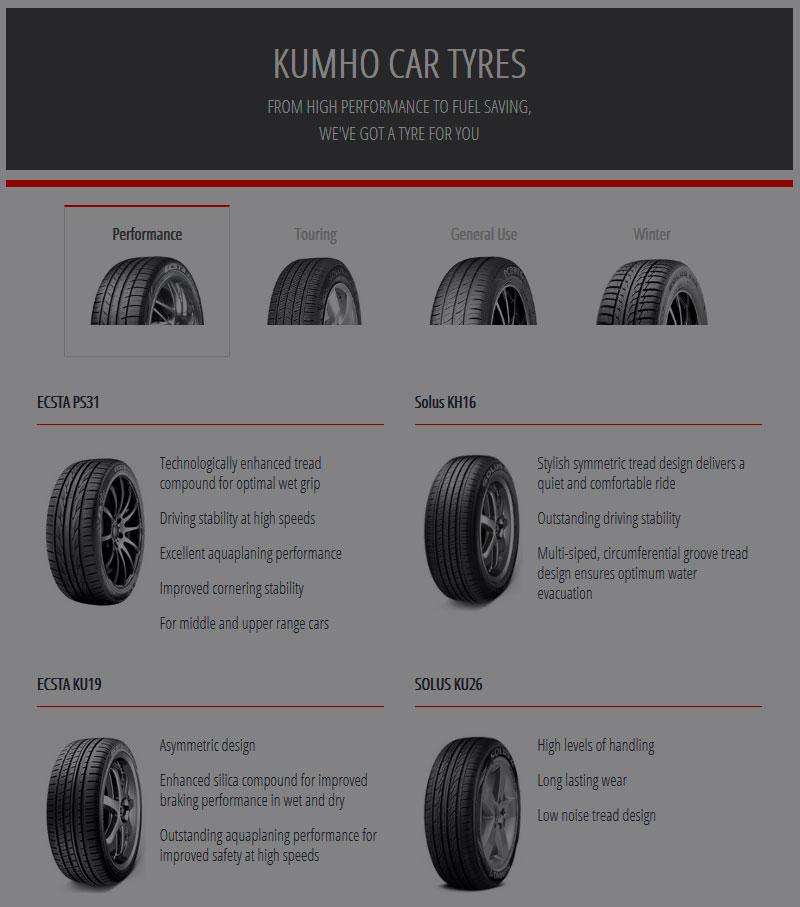 KUMHO CAR TYRES
FROM HIGH PERFORMANCE TO FUEL SAVING,
WE'VE GOT A TYRE FOR YOU
Performance
Touring
General Use
Winter
ECSTA PS31
Technologically enhanced tread
compound for optimal wet grip
Driving stability at high speeds
Excellent aquaplaning performance
Improved cornering stability
For middle and upper range cars
Solus KH16
Stylish symmetric tread design delivers a
quiet and comfortable ride
Outstanding driving stability
Multi-siped, circumferential groove tread
design ensures optimum water
evacuation
ECSTA KU19
Asymmetric design
Enhanced silica compound for improved
braking performance in wet and dry
Outstanding aquaplaning performance for
improved safety at high speeds
SOLUS KU26
High levels of handling
Long lasting wear
Low noise tread design